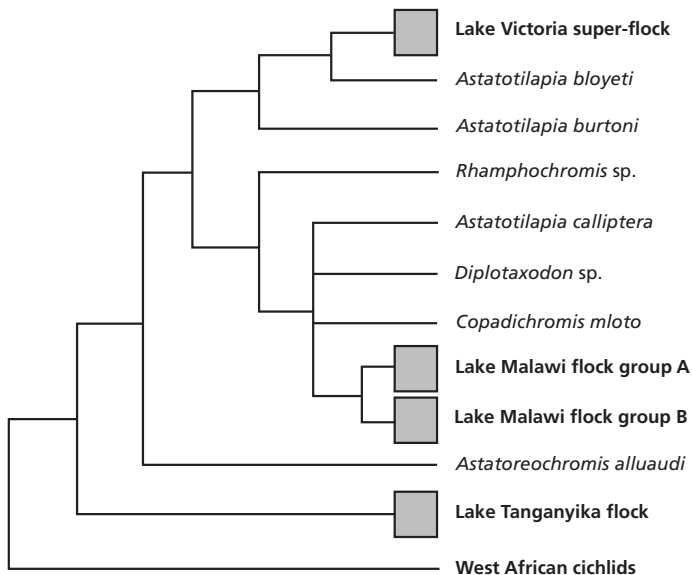 Lake Victoria super-flock
Astatotilapia bloyeti
Astatotilapia burtoni
Rhamphochromis sp.
Astatotilapia calliptera
Diplotaxodon sp.
Copadichromis mloto
Lake Malawi flock group A
Lake Malawi flock group B
Astatoreochromis alluaudi
Lake Tanganyika flock
West African cichlids